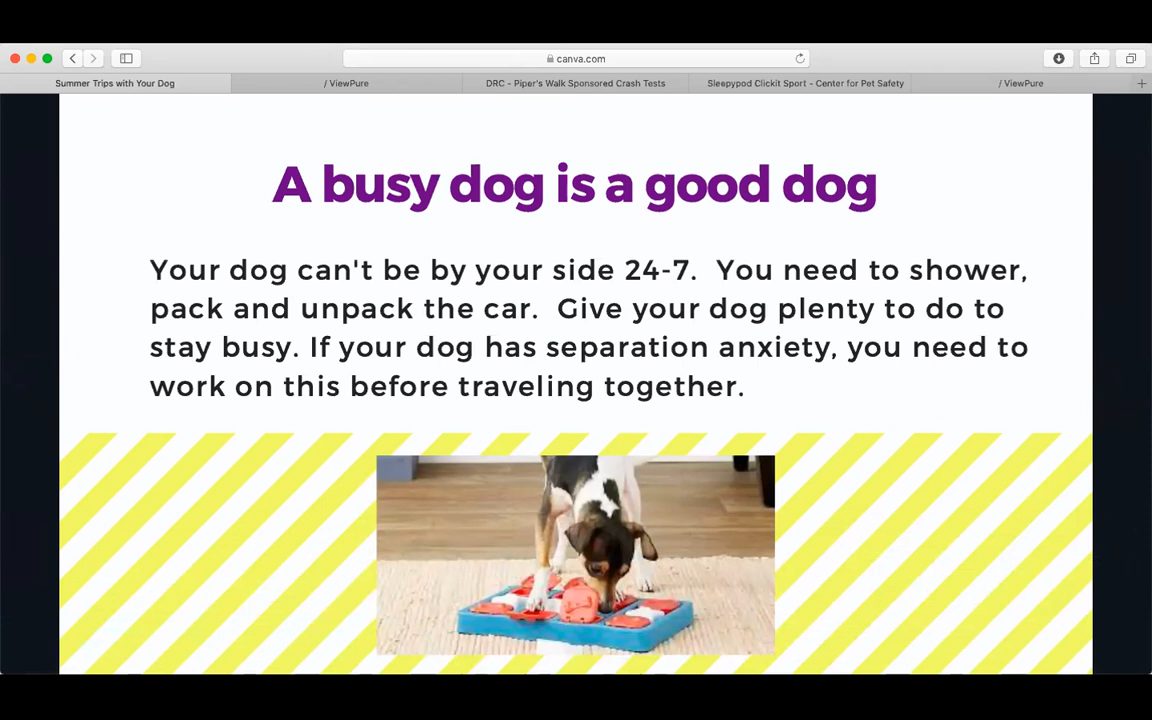 canva.com
Summer Trips with Your Dog
/ ViewPure
DRC - Piper's Walk Sponsored Crash Tests
Sleepypod Clickit Sport - Center for Pet Safety
/ ViewPure
A busy dog is a good dog
Your dog can't be by your side 24-7. You need to shower,
pack and unpack the car. Give your dog plenty to do to
stay busy. If your dog has separation anxiety, you need to
work on this before traveling together.